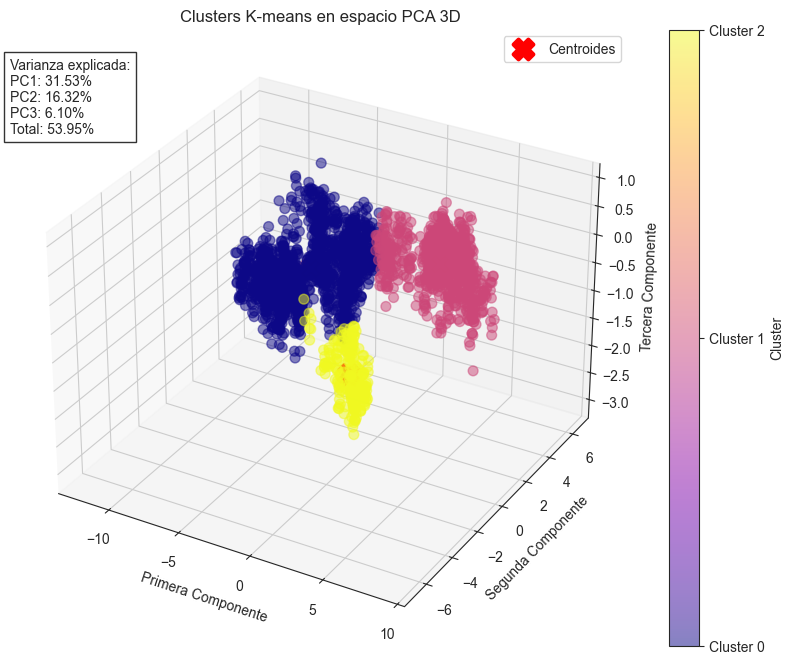 Clusters K-means en espacio PCA 3D
Varianza explicada:
PC1: 31.53%
PC2: 16.32%
PC3: 6.10%
Total: 53.95%
Centroides
Cluster 2
Cluster 1
Cluster 0
Cluster
1.0
0.5
0.0
−0.5
−1.0
−1.5
−2.0
−2.5
−3.0
Tercera Componente
6
4
2
0
−2
−4
−6
Segunda Componente
−10
−5
0
5
10
Primera Componente